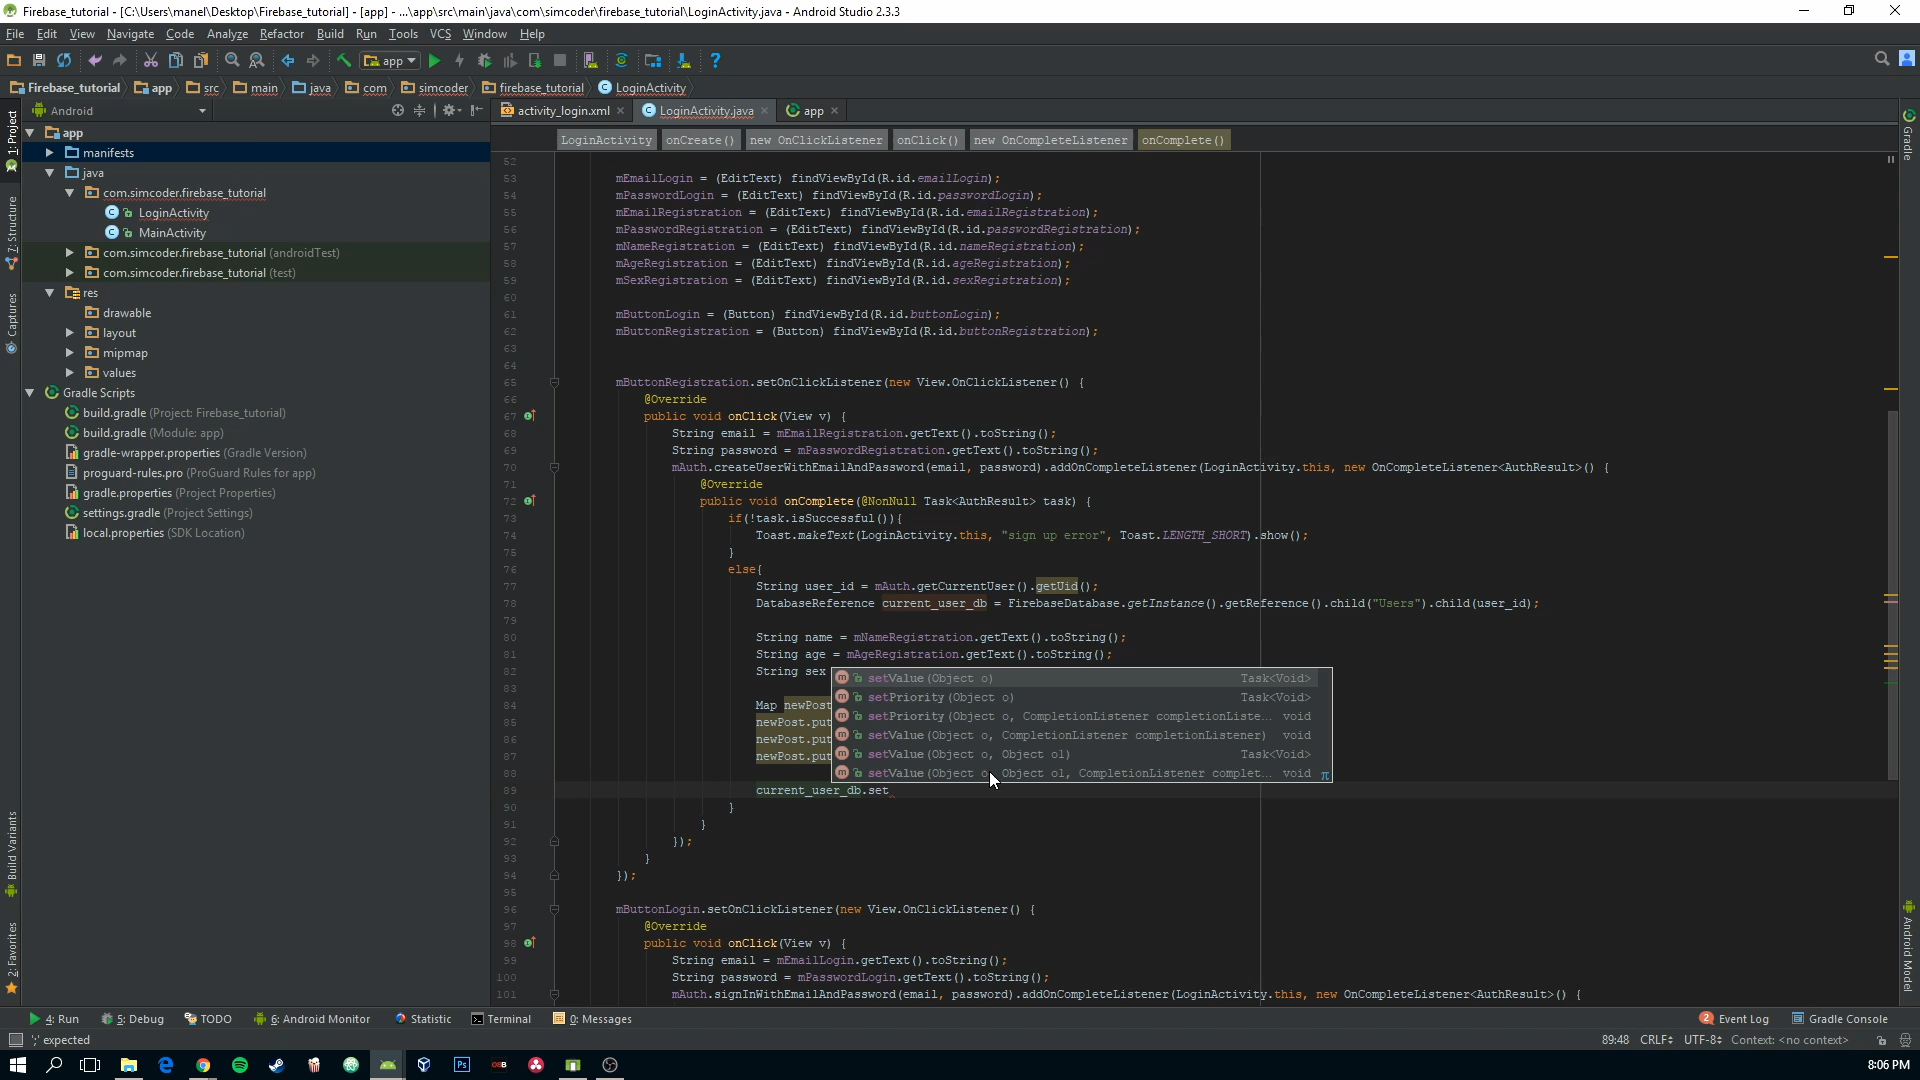 Firebase_tutorial - [C:\Users\manel\Desktop\Firebase_tutorial] - [app] - ...\app\src\main\java\com\simcoder\firebase_tutorial\LoginActivity.java - Android Studio 2.3.3
File Edit View Navigate Code Analyze Refactor Build Run Tools VCS Window Help
app
Firebase_tutorial app src main java com simcoder firebase_tutorial LoginActivity
Android
activity_login.xml LoginActivity.java app
LoginActivity onCreate() new OnClickListener onClick() new OnCompleteListener onComplete()
1: Project
7: Structure
Captures
Build Variants
2: Favorites
app
manifests
java
com.simcoder.firebase_tutorial
LoginActivity
MainActivity
com.simcoder.firebase_tutorial (androidTest)
com.simcoder.firebase_tutorial (test)
res
drawable
layout
mipmap
values
Gradle Scripts
build.gradle (Project: Firebase_tutorial)
build.gradle (Module: app)
gradle-wrapper.properties (Gradle Version)
proguard-rules.pro (ProGuard Rules for app)
gradle.properties (Project Properties)
settings.gradle (Project Settings)
local.properties (SDK Location)
52
53 mEmailLogin = (EditText) findViewById(R.id.emailLogin);
54 mPasswordLogin = (EditText) findViewById(R.id.passwordLogin);
55 mEmailRegistration = (EditText) findViewById(R.id.emailRegistration);
56 mPasswordRegistration = (EditText) findViewById(R.id.passwordRegistration);
57 mNameRegistration = (EditText) findViewById(R.id.nameRegistration);
58 mAgeRegistration = (EditText) findViewById(R.id.ageRegistration);
59 mSexRegistration = (EditText) findViewById(R.id.sexRegistration);
60
61 mButtonLogin = (Button) findViewById(R.id.buttonLogin);
62 mButtonRegistration = (Button) findViewById(R.id.buttonRegistration);
63
64
65 mButtonRegistration.setOnClickListener(new View.OnClickListener() {
66 @Override
67 public void onClick(View v) {
68 String email = mEmailRegistration.getText().toString();
69 String password = mPasswordRegistration.getText().toString();
70 mAuth.createUserWithEmailAndPassword(email, password).addOnCompleteListener(LoginActivity.this, new OnCompleteListener<AuthResult>() {
71 @Override
72 public void onComplete(@NonNull Task<AuthResult> task) {
73 if(!task.isSuccessful()){
74 Toast.makeText(LoginActivity.this, "sign up error", Toast.LENGTH_SHORT).show();
75 }
76 else{
77 String user_id = mAuth.getCurrentUser().getUid();
78 DatabaseReference current_user_db = FirebaseDatabase.getInstance().getReference().child("Users").child(user_id);
79
80 String name = mNameRegistration.getText().toString();
81 String age = mAgeRegistration.getText().toString();
82 String sex
83
84 Map newPost
85 newPost.put
86 newPost.put
87 newPost.put
88
89 current_user_db.set
90 }
91 }
92 });
93 }
94 });
95
96 mButtonLogin.setOnClickListener(new View.OnClickListener() {
97 @Override
98 public void onClick(View v) {
99 String email = mEmailLogin.getText().toString();
100 String password = mPasswordLogin.getText().toString();
101 mAuth.signInWithEmailAndPassword(email, password).addOnCompleteListener(LoginActivity.this, new OnCompleteListener<AuthResult>() {
setValue(Object o) Task<Void>
setPriority(Object o) Task<Void>
setPriority(Object o, CompletionListener completionListe... void
setValue(Object o, CompletionListener completionListener) void
setValue(Object o, Object o1) Task<Void>
setValue(Object o, Object o1, CompletionListener complet... void π
Gradle
Android Model
4: Run 5: Debug TODO 6: Android Monitor Statistic Terminal 0: Messages 2 Event Log Gradle Console
';' expected 89:48 CRLF UTF-8 Context: <no context>
Ps
8:06 PM